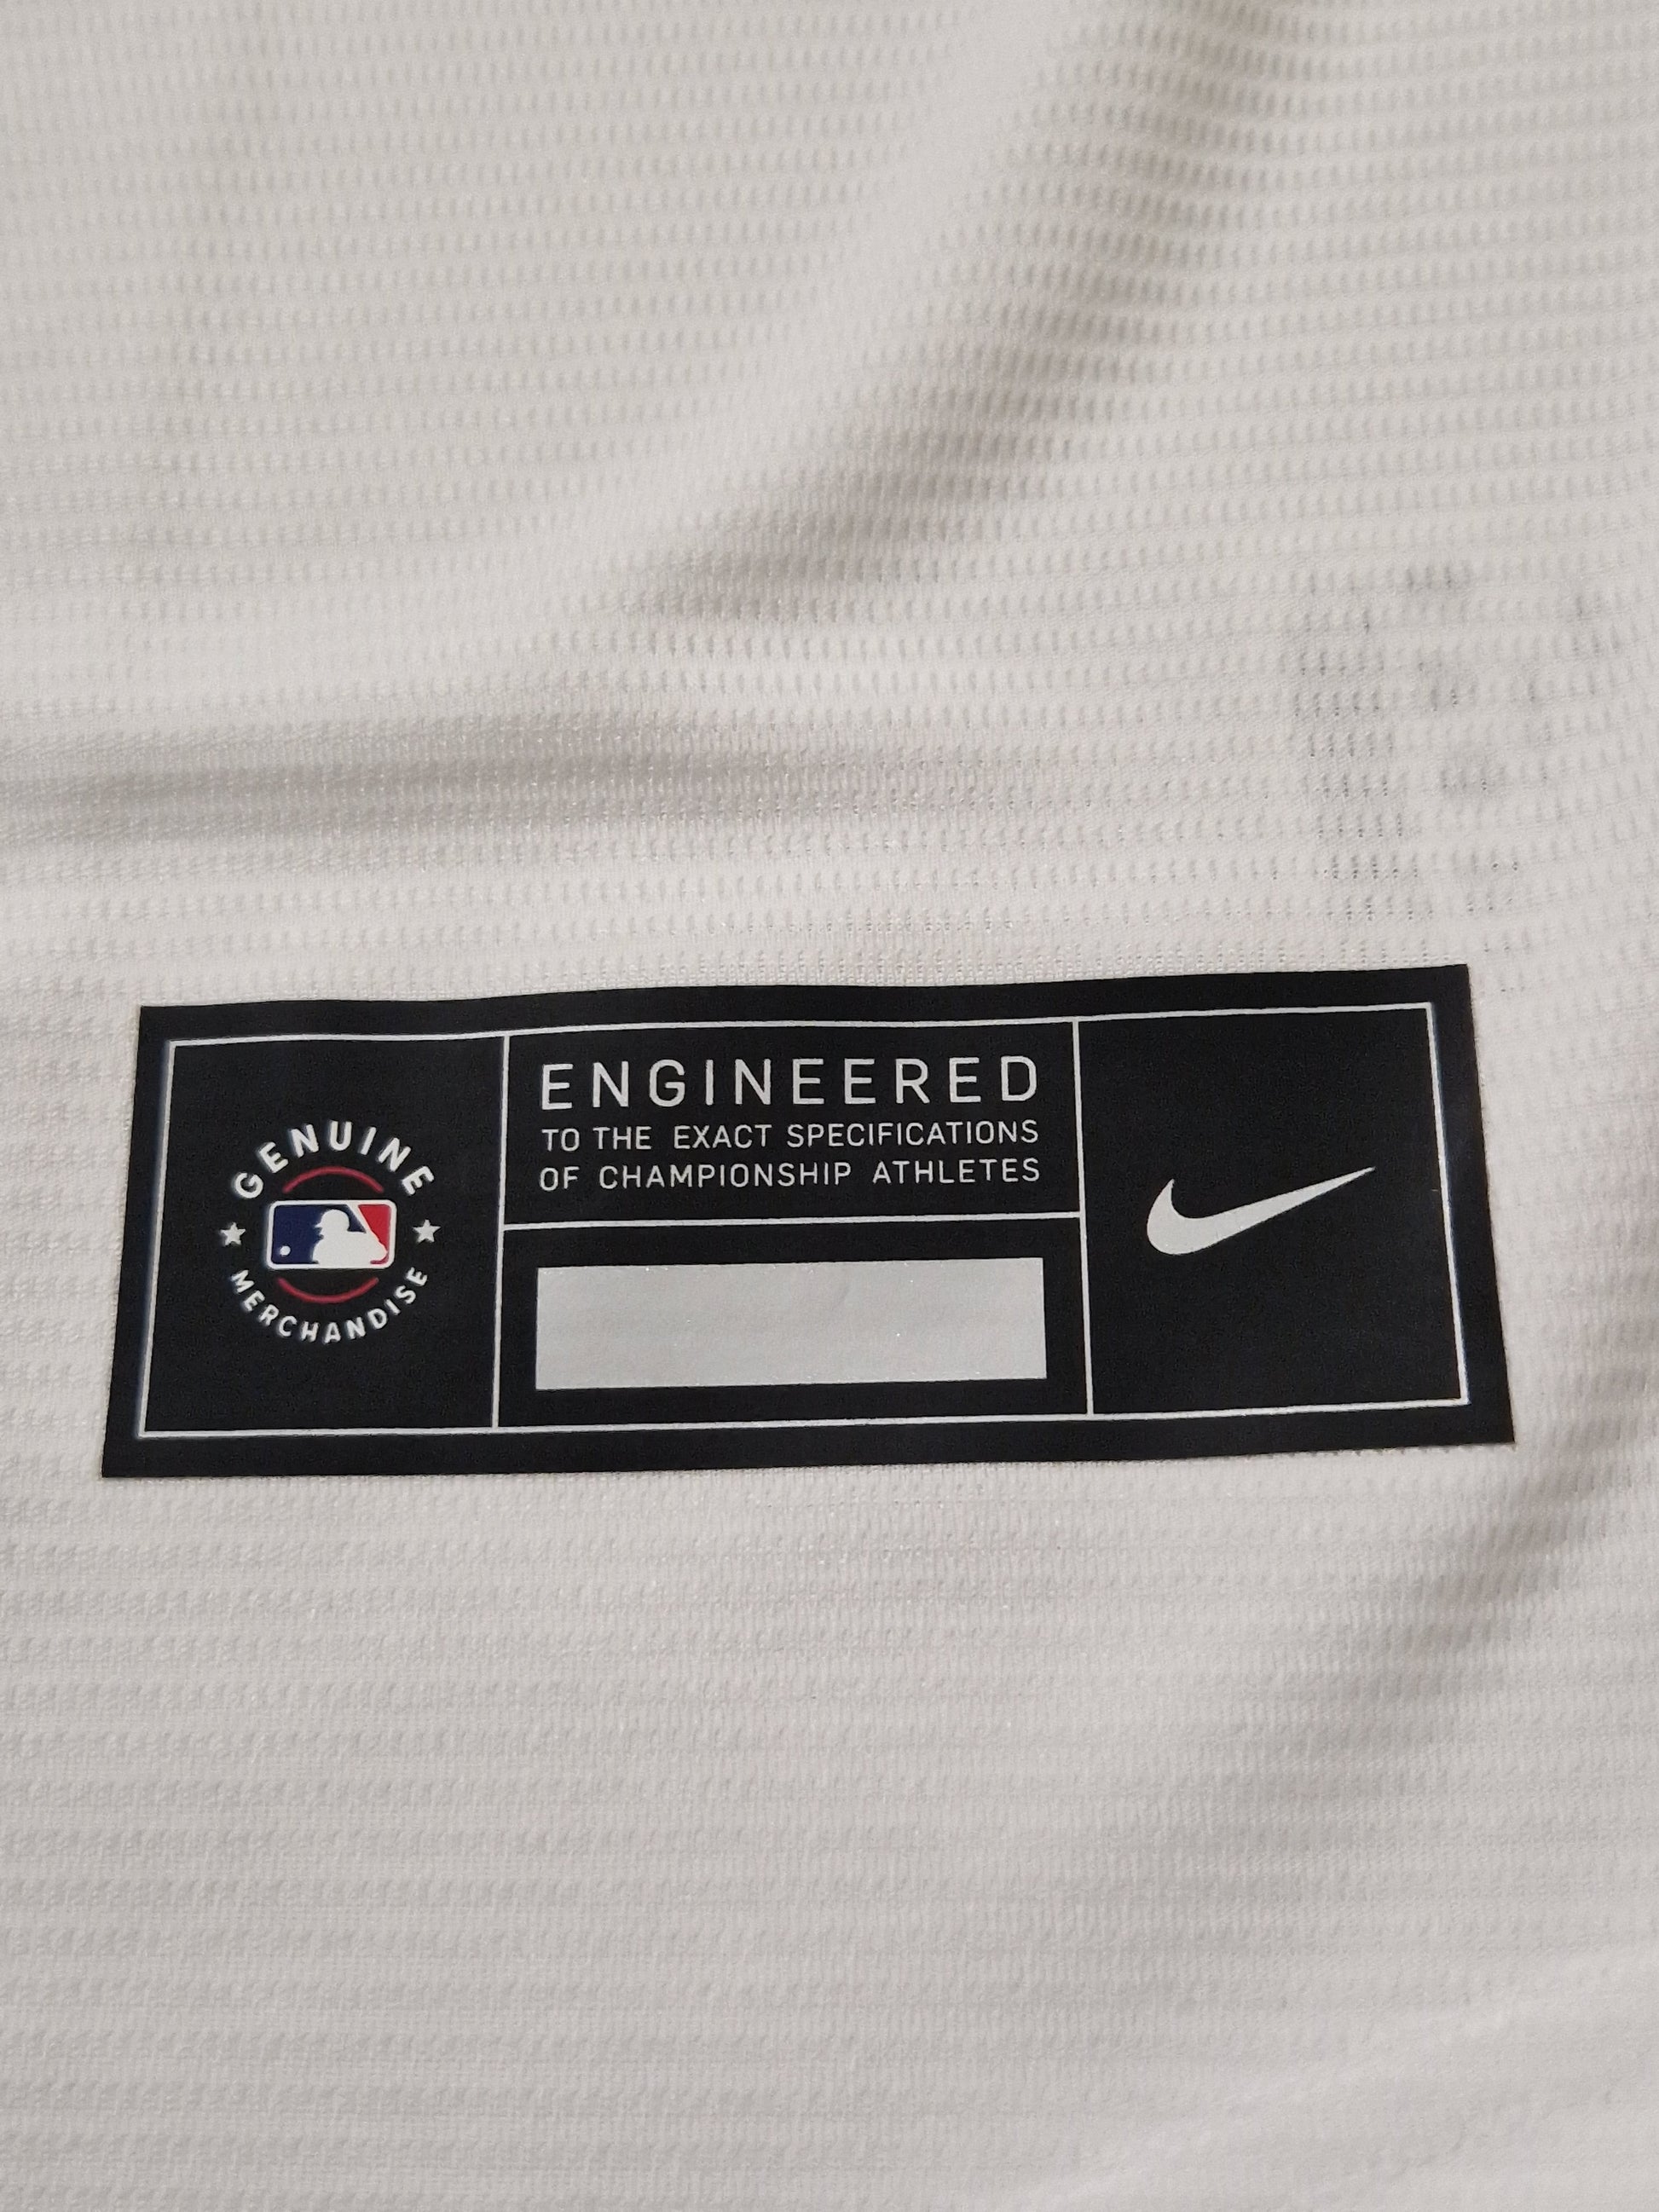 GENUINE
MERCHANDISE
ENGINEERED
TO THE EXACT SPECIFICATIONS
OF CHAMPIONSHIP ATHLETES